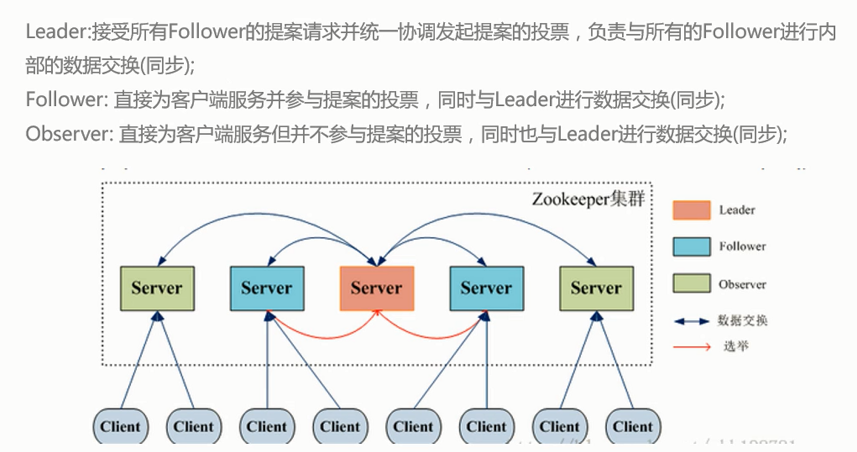 Leader:接受所有Follower的提案请求并统一协调发起提案的投票，负责与所有的Follower进行内
部的数据交换(同步);
Follower: 直接为客户端服务并参与提案的投票，同时与Leader进行数据交换(同步);
Observer: 直接为客户端服务但并不参与提案的投票，同时也与Leader进行数据交换(同步);
Zookeeper集群
Leader
Follower
Observer
数据交换
选举
Server Server Server Server Server
Client Client Client Client Client Client Client Client